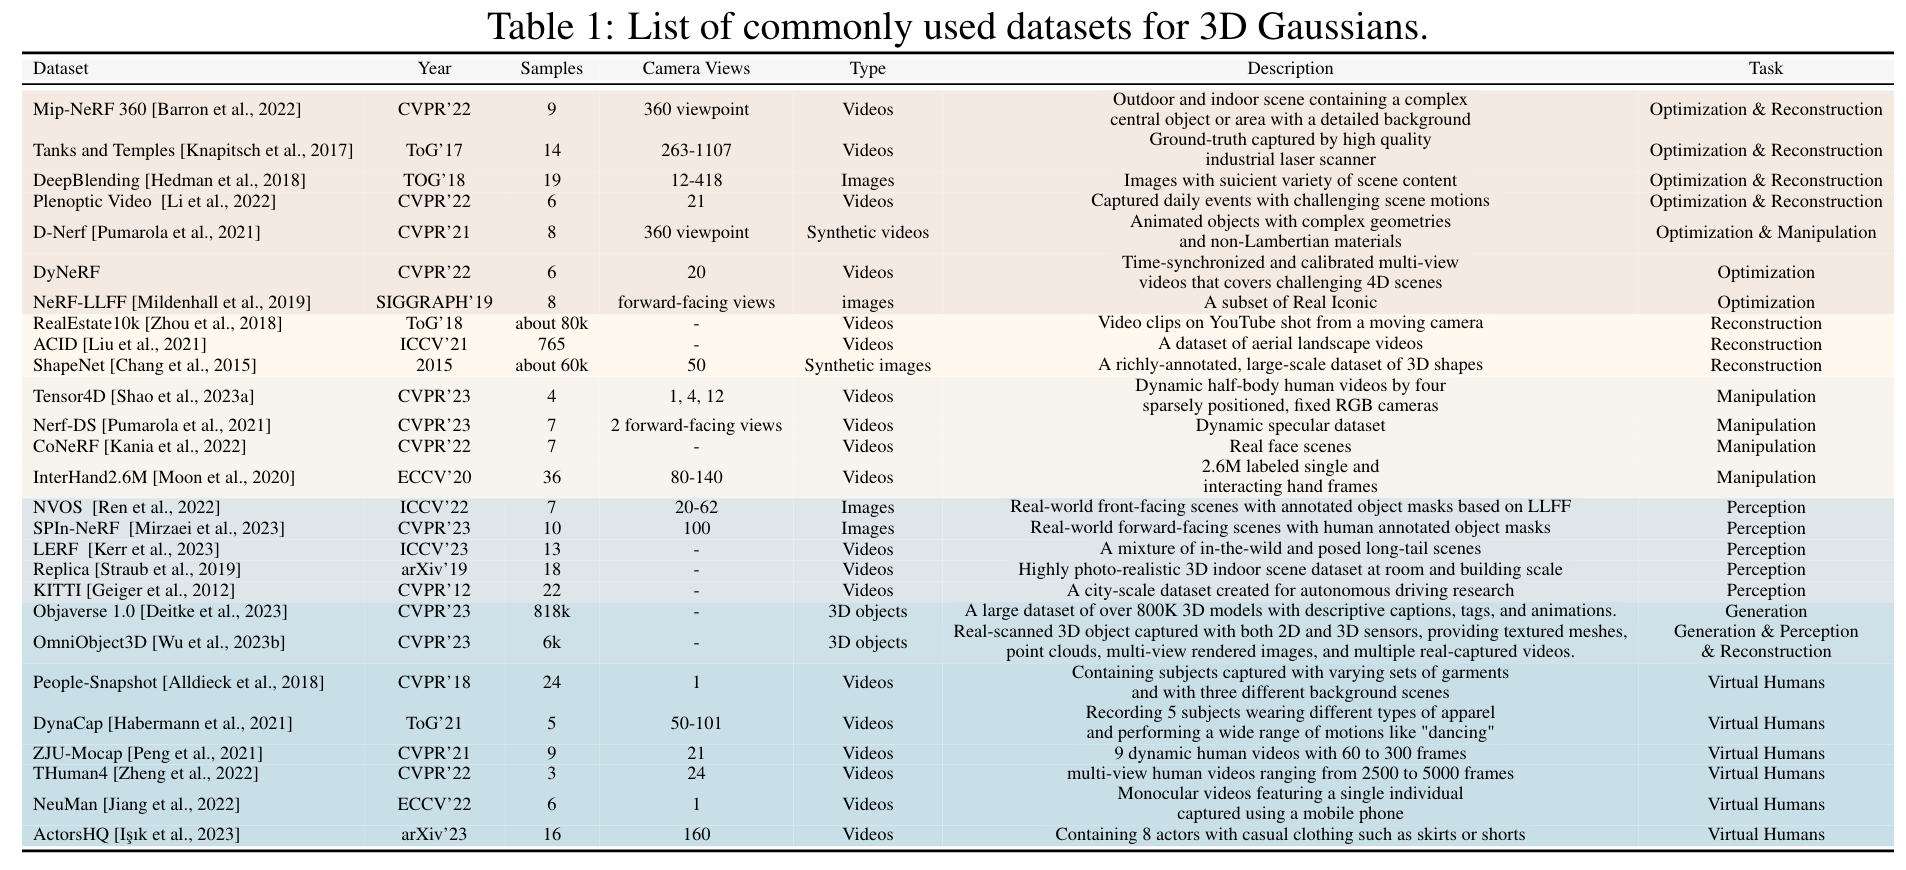 Table 1: List of commonly used datasets for 3D Gaussians.
Dataset Year Samples Camera Views Type Description Task
Mip-NeRF 360 [Barron et al., 2022] CVPR'22 9 360 viewpoint Videos Outdoor and indoor scene containing a complex central object or area with a detailed background Optimization & Reconstruction
Tanks and Temples [Knapitsch et al., 2017] ToG'17 14 263-1107 Videos Ground-truth captured by high quality industrial laser scanner Optimization & Reconstruction
DeepBlending [Hedman et al., 2018] TOG'18 19 12-418 Images Images with suicient variety of scene content Optimization & Reconstruction
Plenoptic Video [Li et al., 2022] CVPR'22 6 21 Videos Captured daily events with challenging scene motions Optimization & Reconstruction
D-Nerf [Pumarola et al., 2021] CVPR'21 8 360 viewpoint Synthetic videos Animated objects with complex geometries and non-Lambertian materials Optimization & Manipulation
DyNeRF CVPR'22 6 20 Videos Time-synchronized and calibrated multi-view videos that covers challenging 4D scenes Optimization
NeRF-LLFF [Mildenhall et al., 2019] SIGGRAPH'19 8 forward-facing views images A subset of Real Iconic Optimization
RealEstate10k [Zhou et al., 2018] ToG'18 about 80k - Videos Video clips on YouTube shot from a moving camera Reconstruction
ACID [Liu et al., 2021] ICCV'21 765 - Videos A dataset of aerial landscape videos Reconstruction
ShapeNet [Chang et al., 2015] 2015 about 60k 50 Synthetic images A richly-annotated, large-scale dataset of 3D shapes Reconstruction
Tensor4D [Shao et al., 2023a] CVPR'23 4 1, 4, 12 Videos Dynamic half-body human videos by four sparsely positioned, fixed RGB cameras Manipulation
Nerf-DS [Pumarola et al., 2021] CVPR'23 7 2 forward-facing views Videos Dynamic specular dataset Manipulation
CoNeRF [Kania et al., 2022] CVPR'22 7 - Videos Real face scenes Manipulation
InterHand2.6M [Moon et al., 2020] ECCV'20 36 80-140 Videos 2.6M labeled single and interacting hand frames Manipulation
NVOS [Ren et al., 2022] ICCV'22 7 20-62 Images Real-world front-facing scenes with annotated object masks based on LLFF Perception
SPIn-NeRF [Mirzaei et al., 2023] CVPR'23 10 100 Images Real-world forward-facing scenes with human annotated object masks Perception
LERF [Kerr et al., 2023] ICCV'23 13 - Videos A mixture of in-the-wild and posed long-tail scenes Perception
Replica [Straub et al., 2019] arXiv'19 18 - Videos Highly photo-realistic 3D indoor scene dataset at room and building scale Perception
KITTI [Geiger et al., 2012] CVPR'12 22 - Videos A city-scale dataset created for autonomous driving research Perception
Objaverse 1.0 [Deitke et al., 2023] CVPR'23 818k - 3D objects A large dataset of over 800K 3D models with descriptive captions, tags, and animations. Generation
OmniObject3D [Wu et al., 2023b] CVPR'23 6k - 3D objects Real-scanned 3D object captured with both 2D and 3D sensors, providing textured meshes, point clouds, multi-view rendered images, and multiple real-captured videos. Generation & Perception & Reconstruction
People-Snapshot [Alldieck et al., 2018] CVPR'18 24 1 Videos Containing subjects captured with varying sets of garments and with three different background scenes Virtual Humans
DynaCap [Habermann et al., 2021] ToG'21 5 50-101 Videos Recording 5 subjects wearing different types of apparel and performing a wide range of motions like "dancing" Virtual Humans
ZJU-Mocap [Peng et al., 2021] CVPR'21 9 21 Videos 9 dynamic human videos with 60 to 300 frames Virtual Humans
THuman4 [Zheng et al., 2022] CVPR'22 3 24 Videos multi-view human videos ranging from 2500 to 5000 frames Virtual Humans
NeuMan [Jiang et al., 2022] ECCV'22 6 1 Videos Monocular videos featuring a single individual captured using a mobile phone Virtual Humans
ActorsHQ [Işık et al., 2023] arXiv'23 16 160 Videos Containing 8 actors with casual clothing such as skirts or shorts Virtual Humans